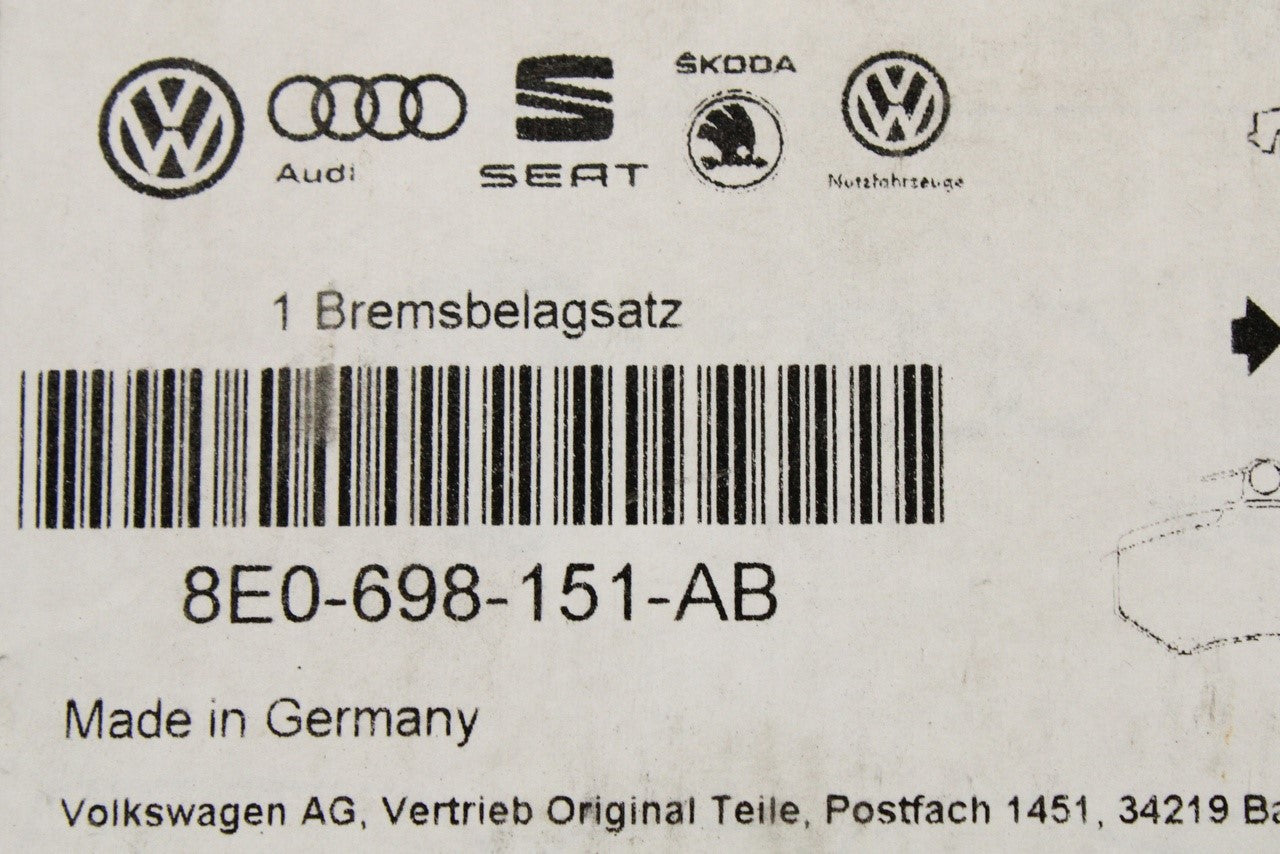 ŠKODA
Audi
SEAT
Nutzfahrzeuge
1 Bremsbelagsatz
8E0-698-151-AB
Made in Germany
Volkswagen AG, Vertrieb Original Teile, Postfach 1451, 34219